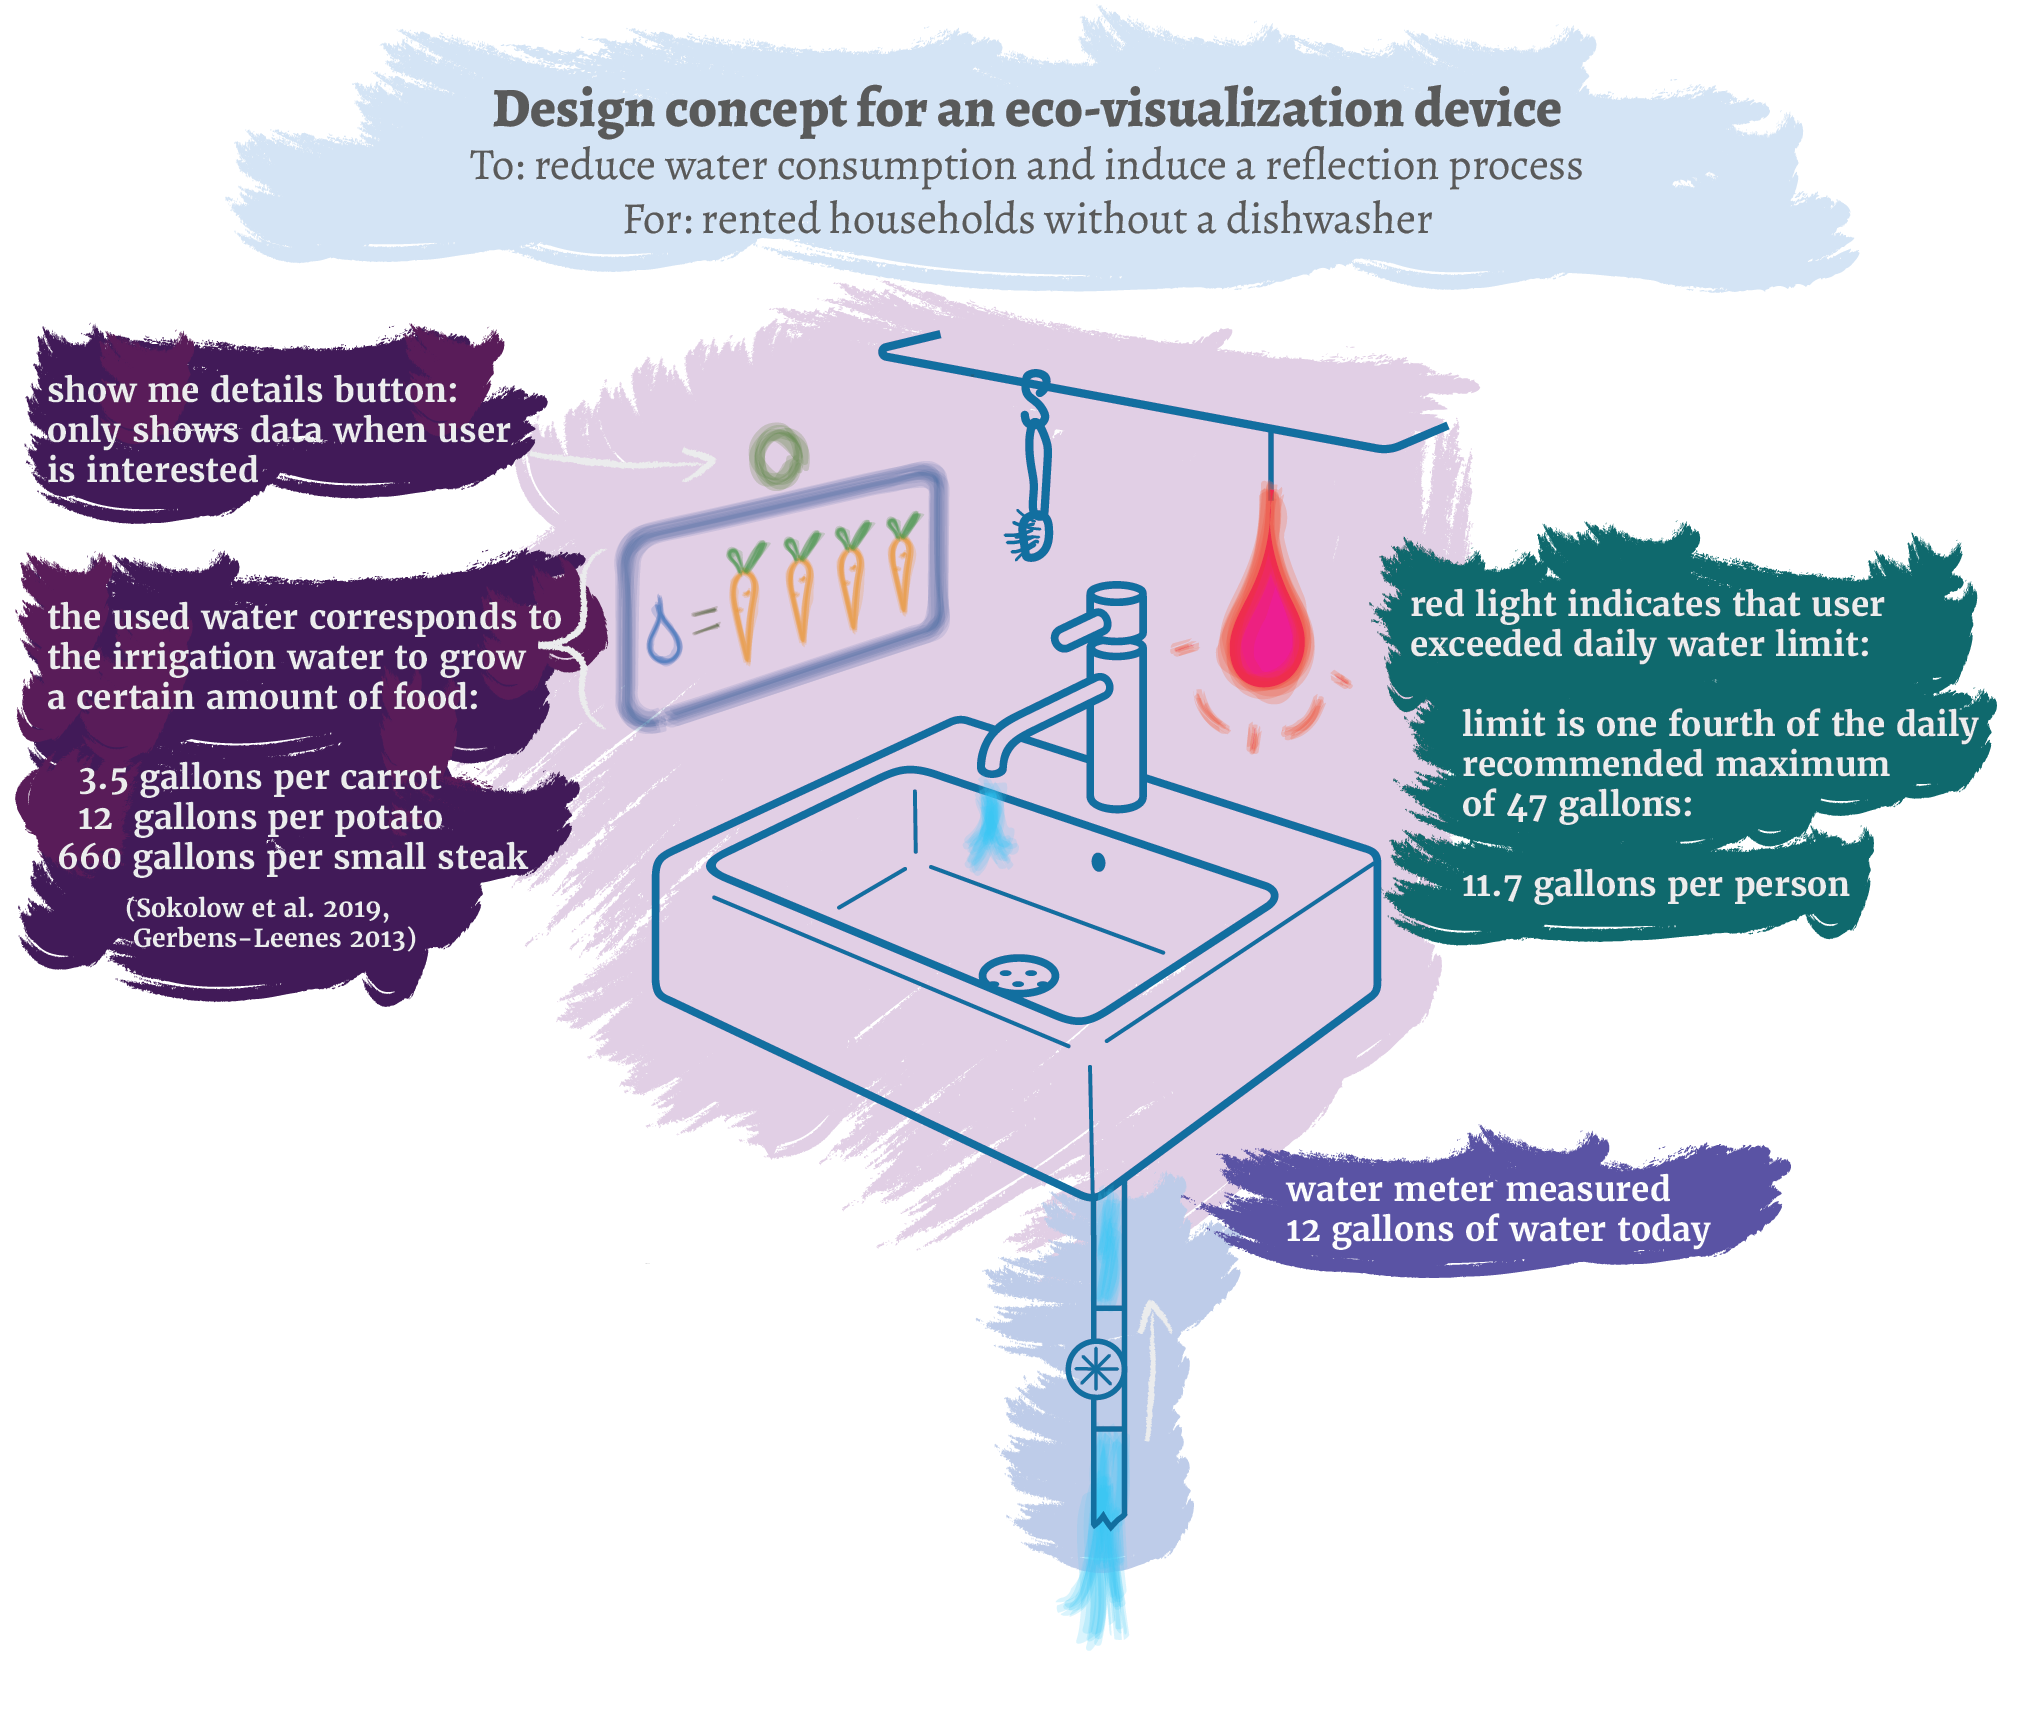 Design concept for an eco-visualization device
To: reduce water consumption and induce a reflection process
For: rented households without a dishwasher
show me details button:
only shows data when user
is interested
the used water corresponds to
the irrigation water to grow
a certain amount of food:
3.5 gallons per carrot
12 gallons per potato
660 gallons per small steak
(Sokolow et al. 2019,
Gerbens-Leenes 2013)
=
red light indicates that user
exceeded daily water limit:
limit is one fourth of the daily
recommended maximum
of 47 gallons:
11.7 gallons per person
water meter measured
12 gallons of water today